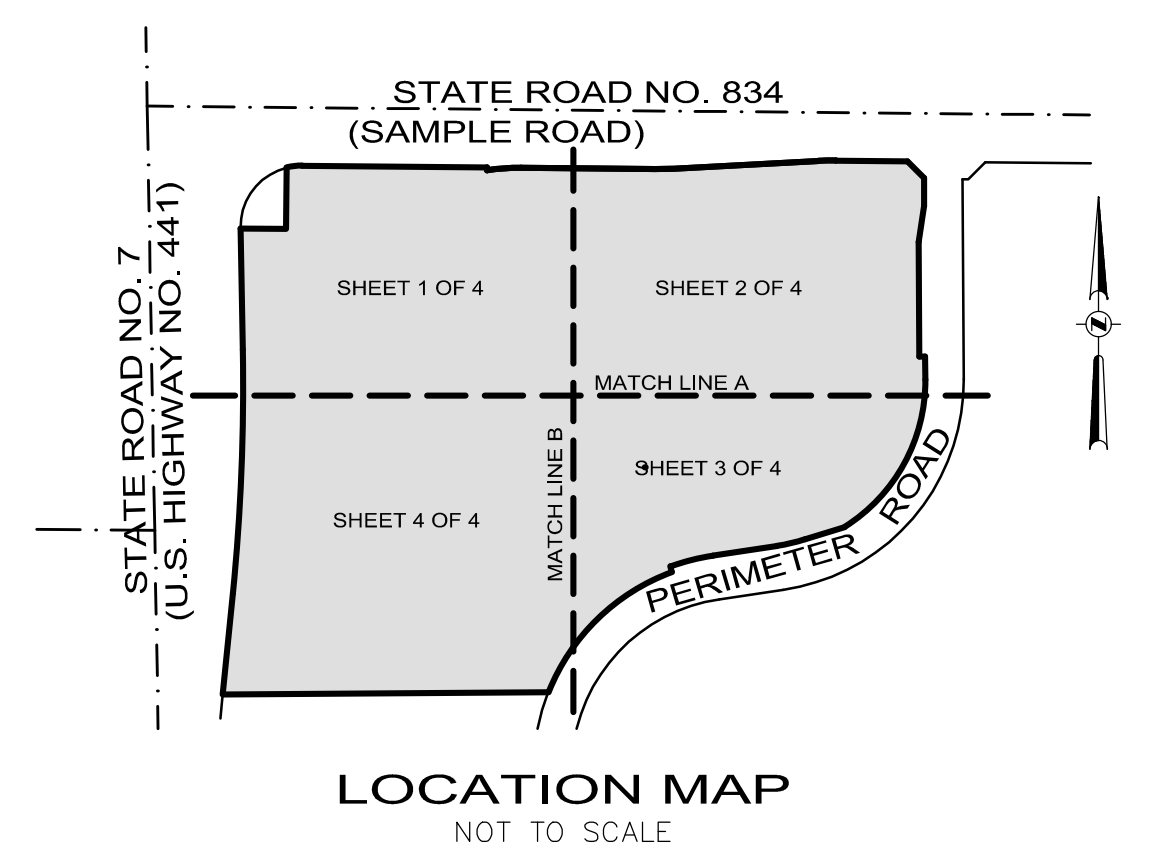 STATE ROAD NO. 834
(SAMPLE ROAD)
STATE ROAD NO. 7
(U.S. HIGHWAY NO. 441)
SHEET 1 OF 4
SHEET 2 OF 4
MATCH LINE A
MATCH LINE B
SHEET 3 OF 4
SHEET 4 OF 4
PERIMETER ROAD
N
LOCATION MAP
NOT TO SCALE